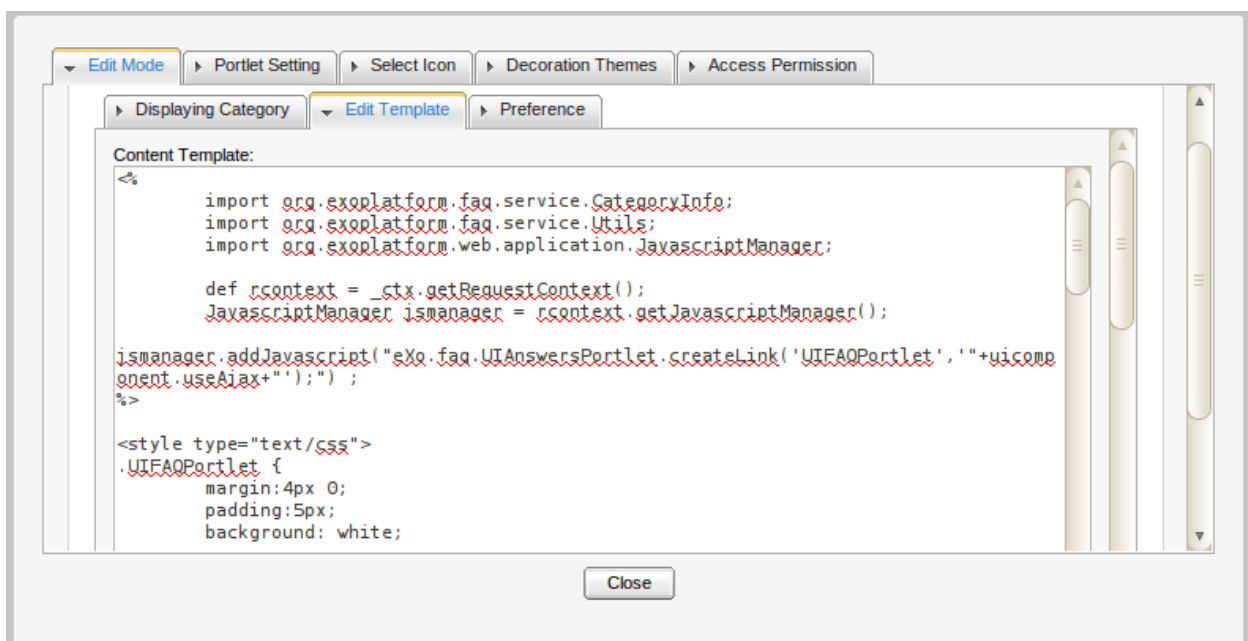 Edit Mode Portlet Setting Select Icon Decoration Themes Access Permission
Displaying Category Edit Template Preference
Content Template:
<%
import org.exoplatform.faq.service.CategoryInfo;
import org.exoplatform.faq.service.Utils;
import org.exoplatform.web.application.JavascriptManager;
def rcontext = _ctx.getRequestContext();
JavascriptManager jsmanager = rcontext.getJavascriptManager();
jsmanager.addJavascript("eXo.faq.UIAnswersPortlet.createLink('UIFAQPortlet','"+uicomp
onent.useAjax+"');") ;
%>
<style type="text/css">
.UIFAQPortlet {
margin:4px 0;
padding:5px;
background: white;
Close